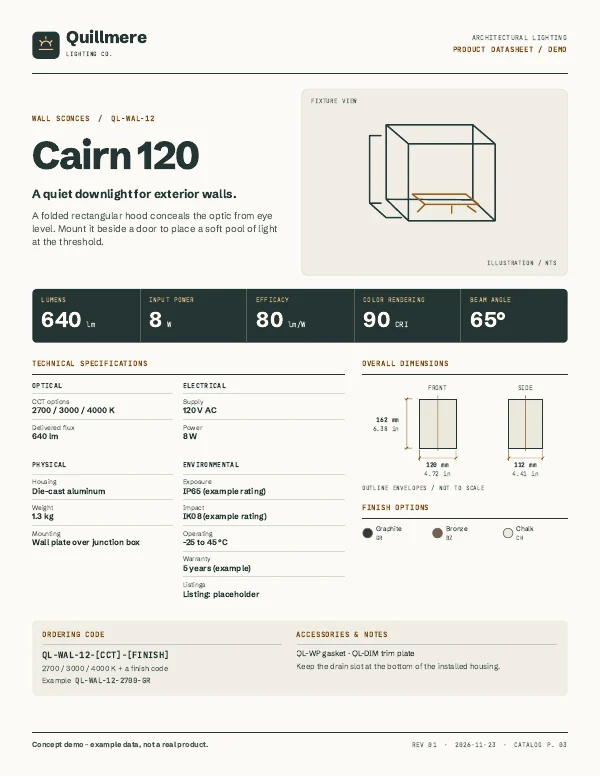 Quillmere
LIGHTING CO.
ARCHITECTURAL LIGHTING
PRODUCT DATASHEET / DEMO
WALL SCONCES / QL-WAL-12
Cairn 120
A quiet downlight for exterior walls.
A folded rectangular hood conceals the optic from eye
level. Mount it beside a door to place a soft pool of light
at the threshold.
FIXTURE VIEW
ILLUSTRATION / NTS
LUMENS
640 lm
INPUT POWER
8 W
EFFICACY
80 lm/W
COLOR RENDERING
90 CRI
BEAM ANGLE
65°
TECHNICAL SPECIFICATIONS
OPTICAL
CCT options
2700 / 3000 / 4000 K
Delivered flux
640 lm
ELECTRICAL
Supply
120 V AC
Power
8 W
PHYSICAL
Housing
Die-cast aluminum
Weight
1.3 kg
Mounting
Wall plate over junction box
ENVIRONMENTAL
Exposure
IP65 (example rating)
Impact
IK08 (example rating)
Operating
-25 to 45 °C
Warranty
5 years (example)
Listings
Listing: placeholder
OVERALL DIMENSIONS
FRONT
SIDE
162 mm
6.38 in
120 mm
4.72 in
112 mm
4.41 in
OUTLINE ENVELOPES / NOT TO SCALE
FINISH OPTIONS
Graphite
GR
Bronze
BZ
Chalk
CH
ORDERING CODE
QL-WAL-12-[CCT]-[FINISH]
2700 / 3000 / 4000 K + a finish code
Example QL-WAL-12-2700-GR
ACCESSORIES & NOTES
QL-WP gasket · QL-DIM trim plate
Keep the drain slot at the bottom of the installed housing.
Concept demo - example data, not a real product.
REV 01 · 2026-11-23 · CATALOG P. 03